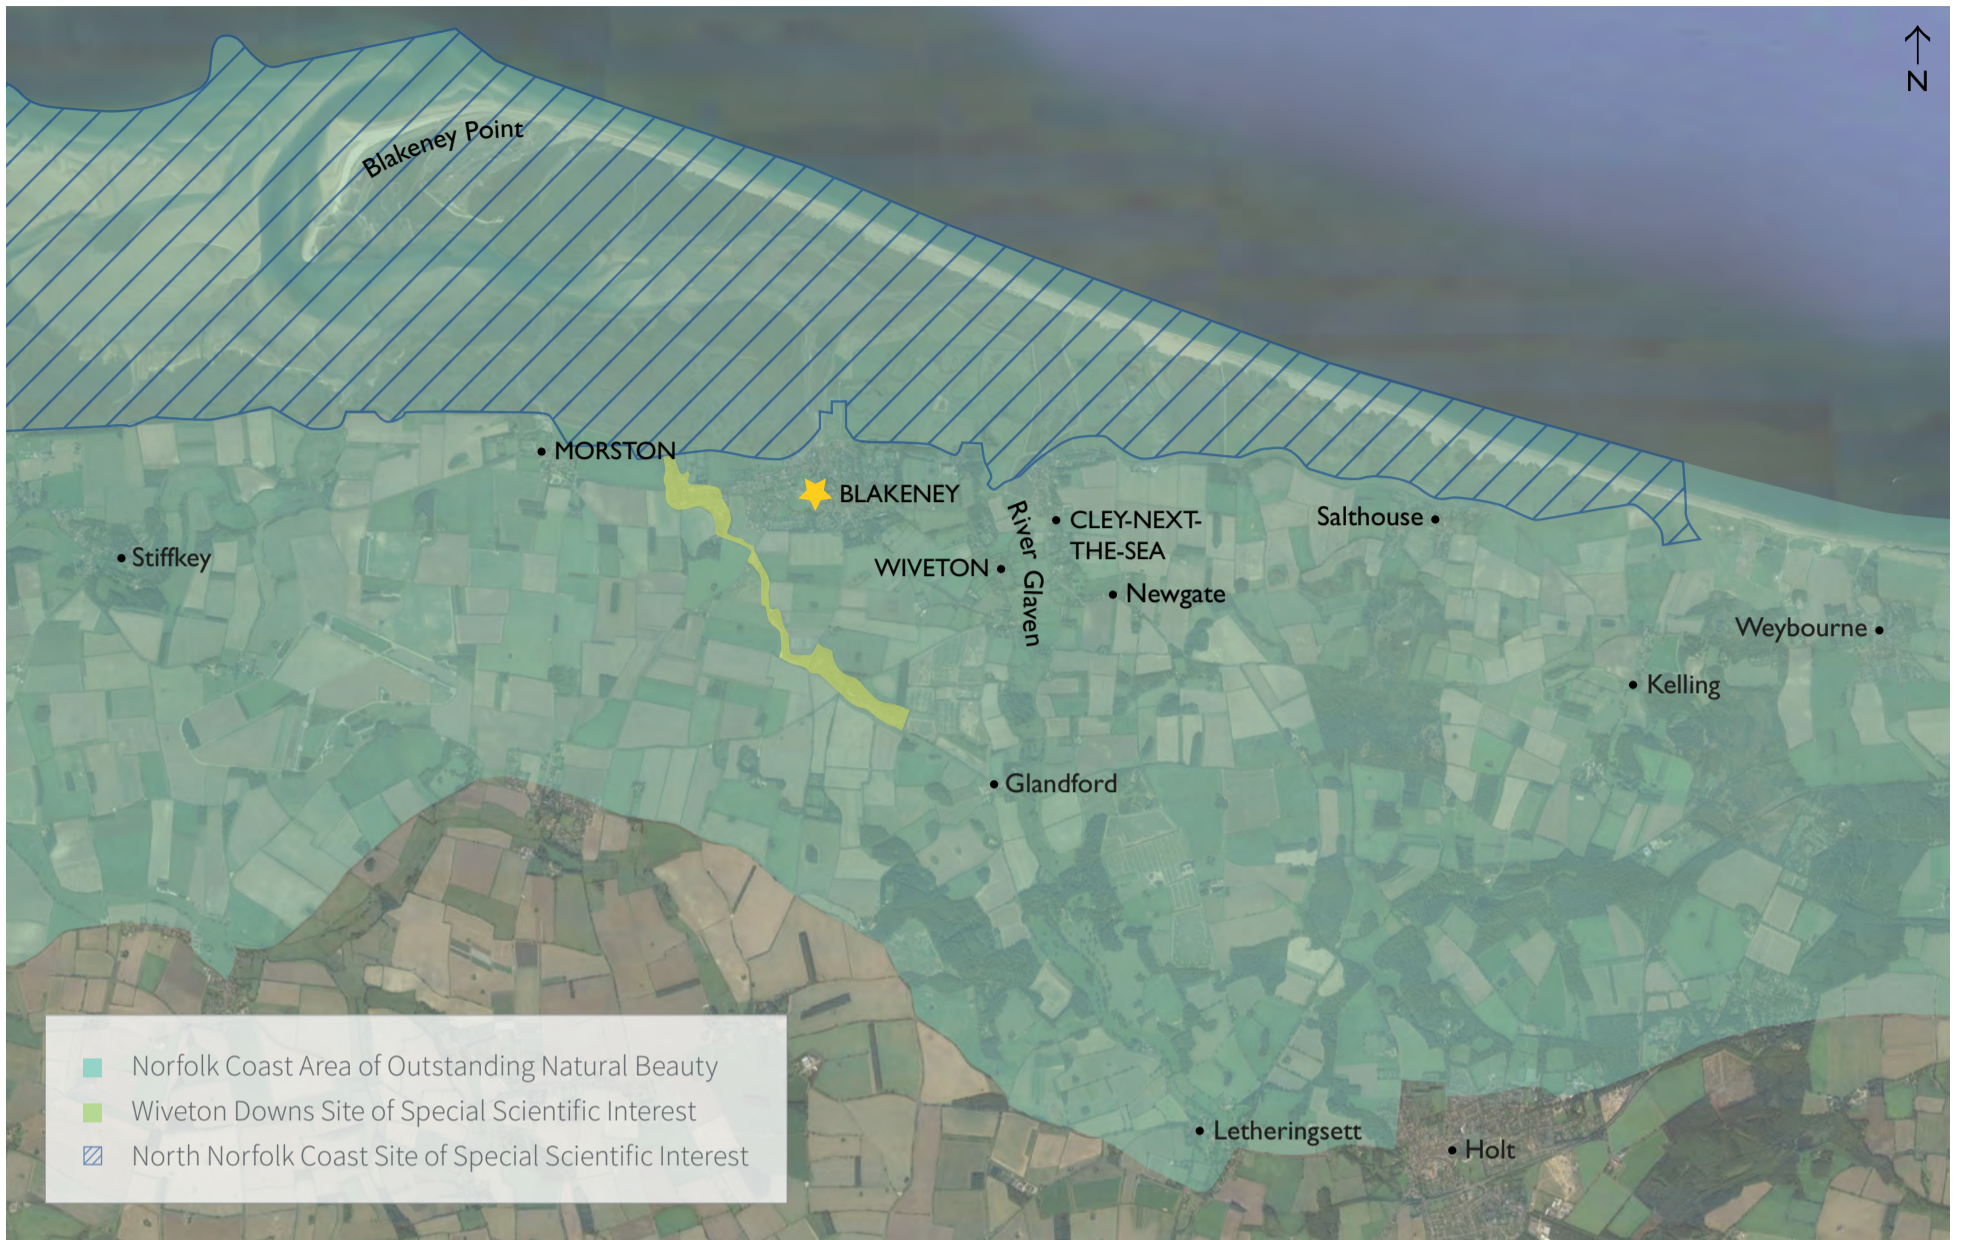 N
Blakeney Point
MORSTON
BLAKENEY
River Glaven
CLEY-NEXT-
THE-SEA
Salthouse
Stiffkey
WIVETON
Newgate
Weybourne
Kelling
Glandford
Norfolk Coast Area of Outstanding Natural Beauty
Wiveton Downs Site of Special Scientific Interest
North Norfolk Coast Site of Special Scientific Interest
Letheringsett
Holt